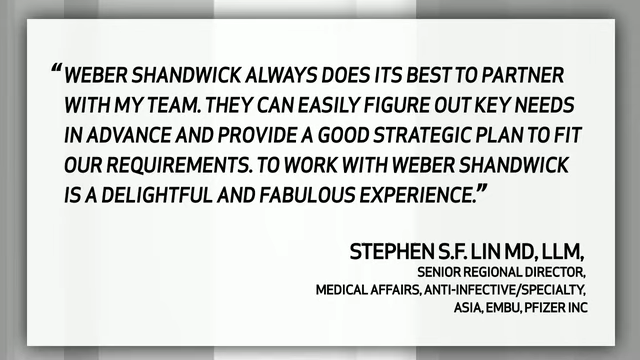 “WEBER SHANDWICK ALWAYS DOES ITS BEST TO PARTNER
WITH MY TEAM. THEY CAN EASILY FIGURE OUT KEY NEEDS
IN ADVANCE AND PROVIDE A GOOD STRATEGIC PLAN TO FIT
OUR REQUIREMENTS. TO WORK WITH WEBER SHANDWICK
IS A DELIGHTFUL AND FABULOUS EXPERIENCE.”
STEPHEN S.F. LIN MD, LLM,
SENIOR REGIONAL DIRECTOR,
MEDICAL AFFAIRS, ANTI-INFECTIVE/SPECIALTY,
ASIA, EMBU, PFIZER INC